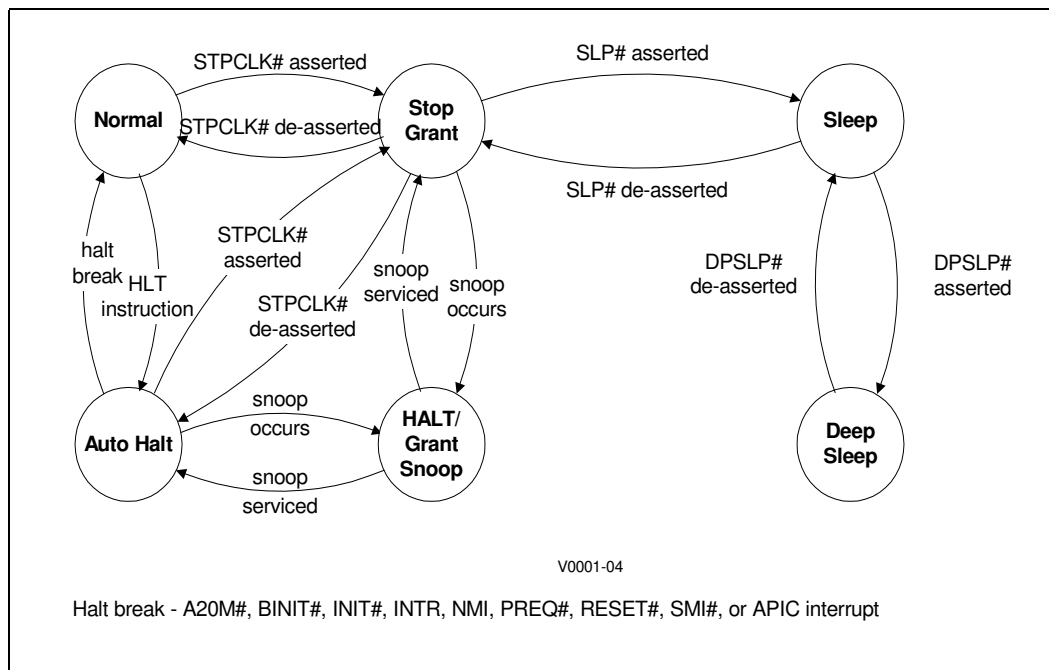 STPCLK# asserted
SLP# asserted
Normal
Stop
Grant
Sleep
STPCLK# de-asserted
SLP# de-asserted
halt
break
HLT
instruction
STPCLK#
asserted
STPCLK#
de-asserted
snoop
serviced
snoop
occurs
DPSLP#
de-asserted
DPSLP#
asserted
Auto Halt
snoop
occurs
snoop
serviced
HALT/
Grant
Snoop
Deep
Sleep
V0001-04
Halt break - A20M#, BINIT#, INIT#, INTR, NMI, PREQ#, RESET#, SMI#, or APIC interrupt